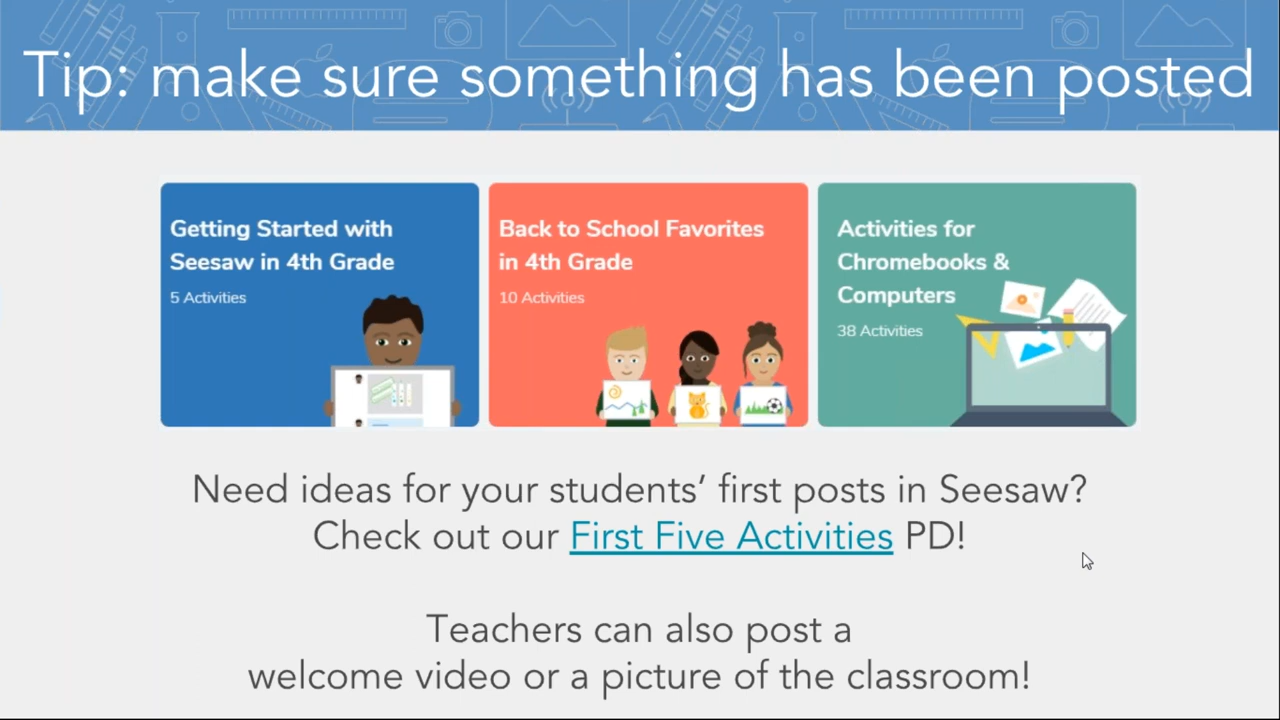 Tip: make sure something has been posted
Getting Started with
Seesaw in 4th Grade
5 Activities
Back to School Favorites
in 4th Grade
10 Activities
Activities for
Chromebooks &
Computers
38 Activities
Need ideas for your students’ first posts in Seesaw?
Check out our First Five Activities PD!
Teachers can also post a
welcome video or a picture of the classroom!